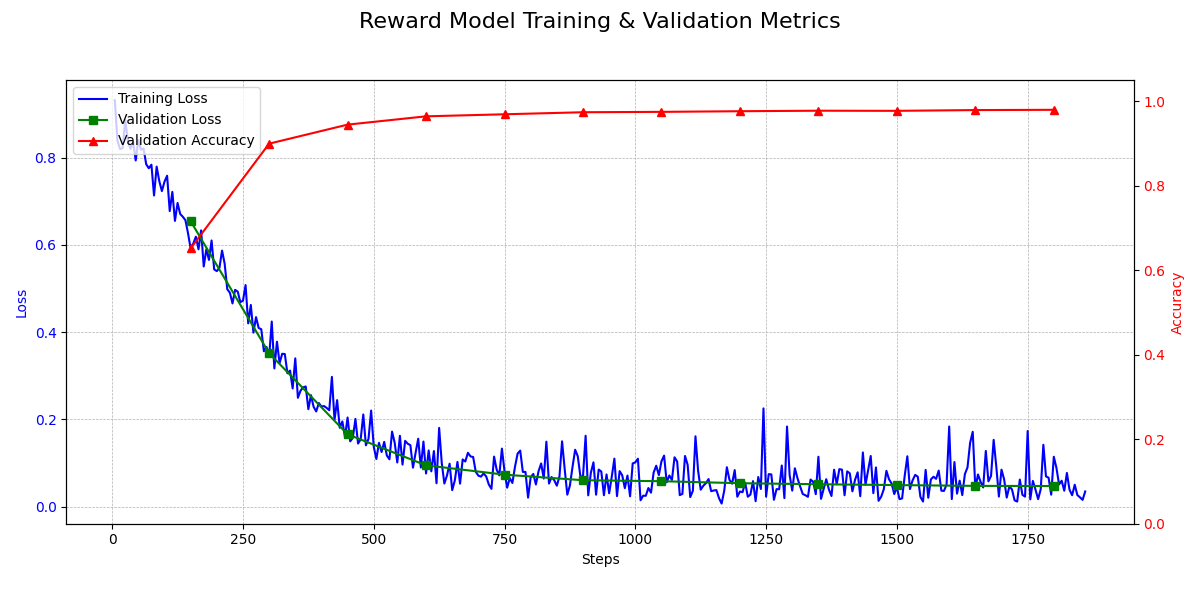 Reward Model Training & Validation Metrics
Training Loss
Validation Loss
Validation Accuracy
Loss
0.8
0.6
0.4
0.2
0.0
1.0
0.8
0.6
0.4
0.2
0.0
Accuracy
0 250 500 750 1000 1250 1500 1750
Steps